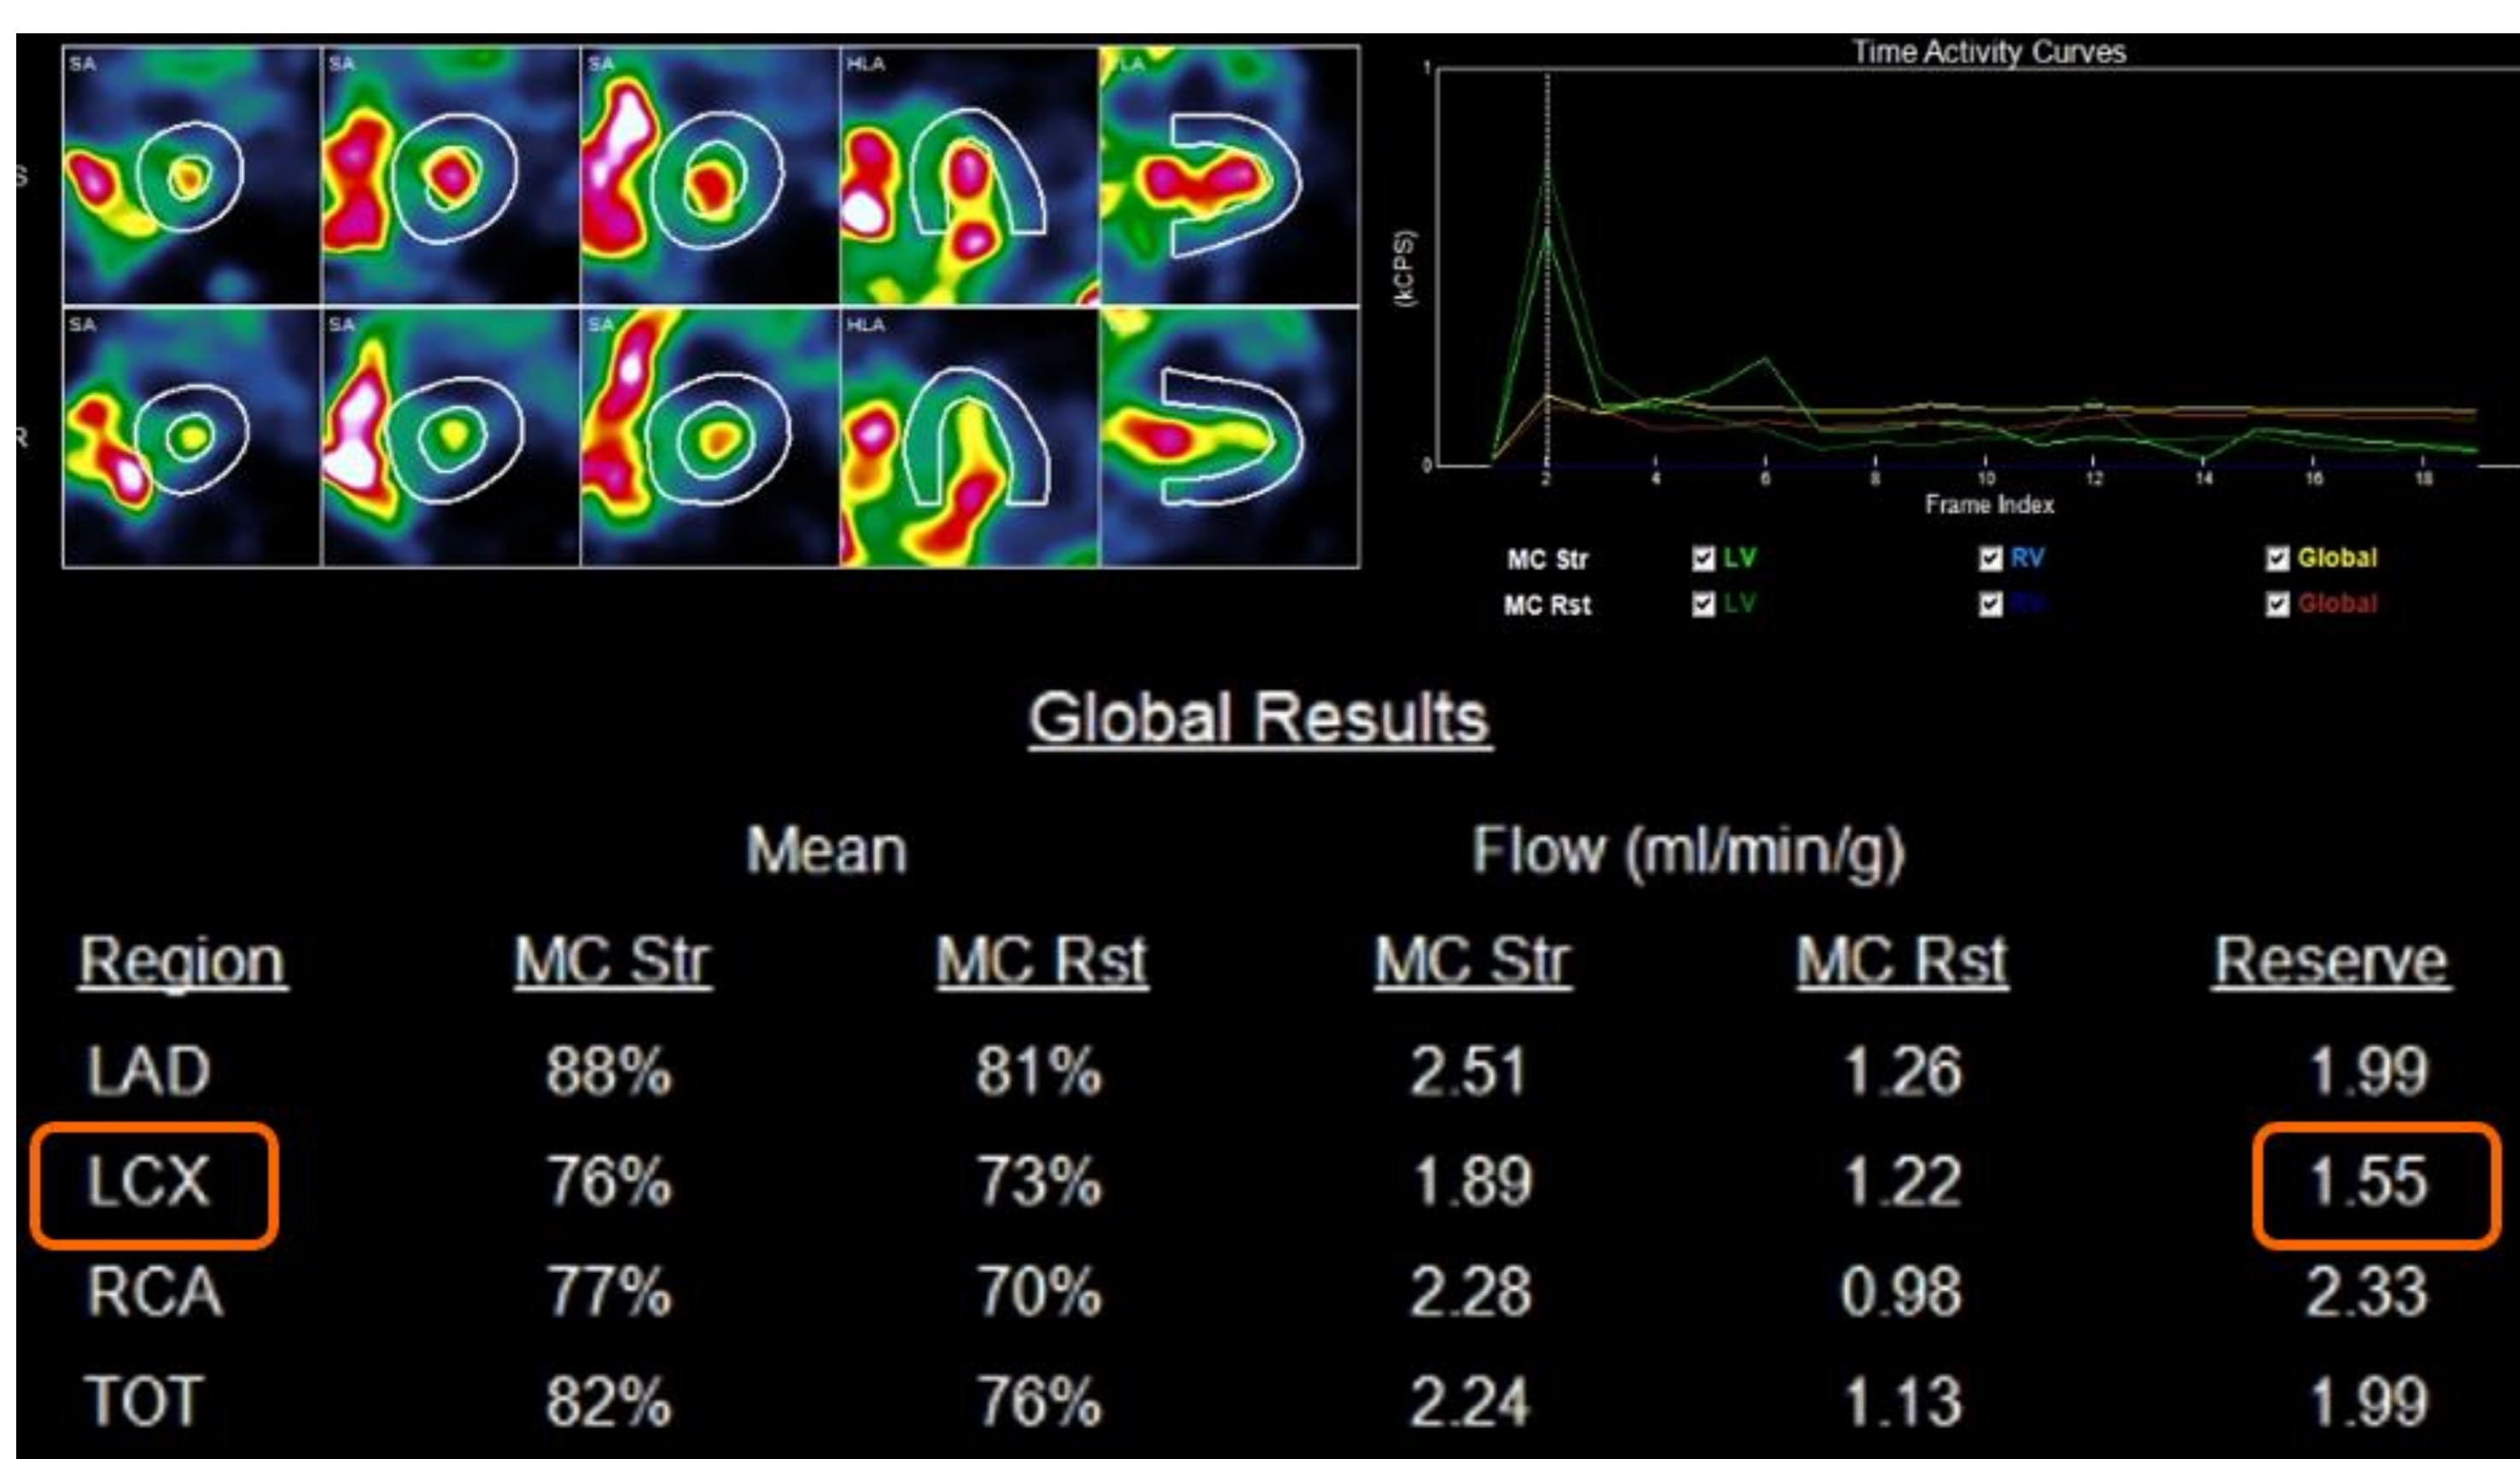 SA SA SA HLA VLA
S
SA SA SA HLA
R
Time Activity Curves
1
(kCPS)
0
2 4 6 8 10 12 14 16 18
Frame Index
MC Str LV RV Global
MC Rst LV RV Global
Global Results
Mean Flow (ml/min/g)
Region MC Str MC Rst MC Str MC Rst Reserve
LAD 88% 81% 2.51 1.26 1.99
LCX 76% 73% 1.89 1.22 1.55
RCA 77% 70% 2.28 0.98 2.33
TOT 82% 76% 2.24 1.13 1.99